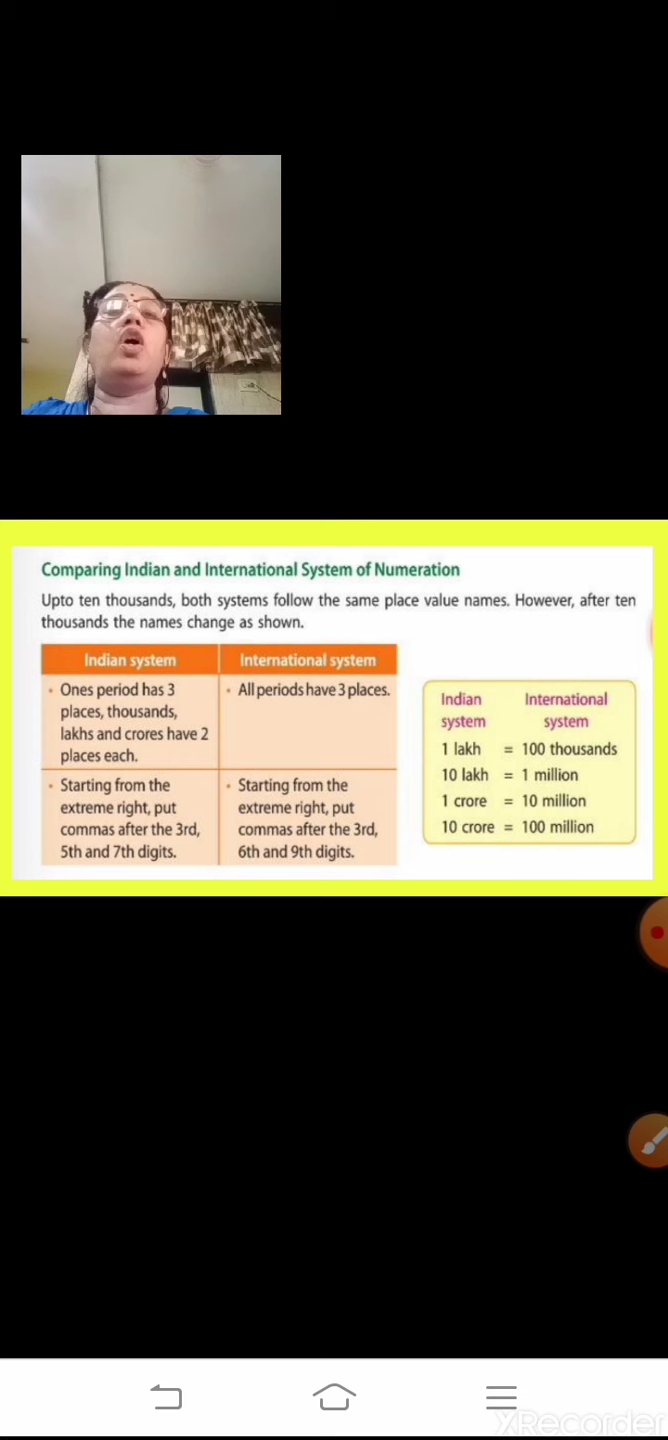 Comparing Indian and International System of Numeration
Upto ten thousands, both systems follow the same place value names. However, after ten
thousands the names change as shown.
Indian system
International system
• Ones period has 3
places, thousands,
lakhs and crores have 2
places each.
• All periods have 3 places.
• Starting from the
extreme right, put
commas after the 3rd,
5th and 7th digits.
• Starting from the
extreme right, put
commas after the 3rd,
6th and 9th digits.
Indian International
system system
1 lakh = 100 thousands
10 lakh = 1 million
1 crore = 10 million
10 crore = 100 million
XRecorder